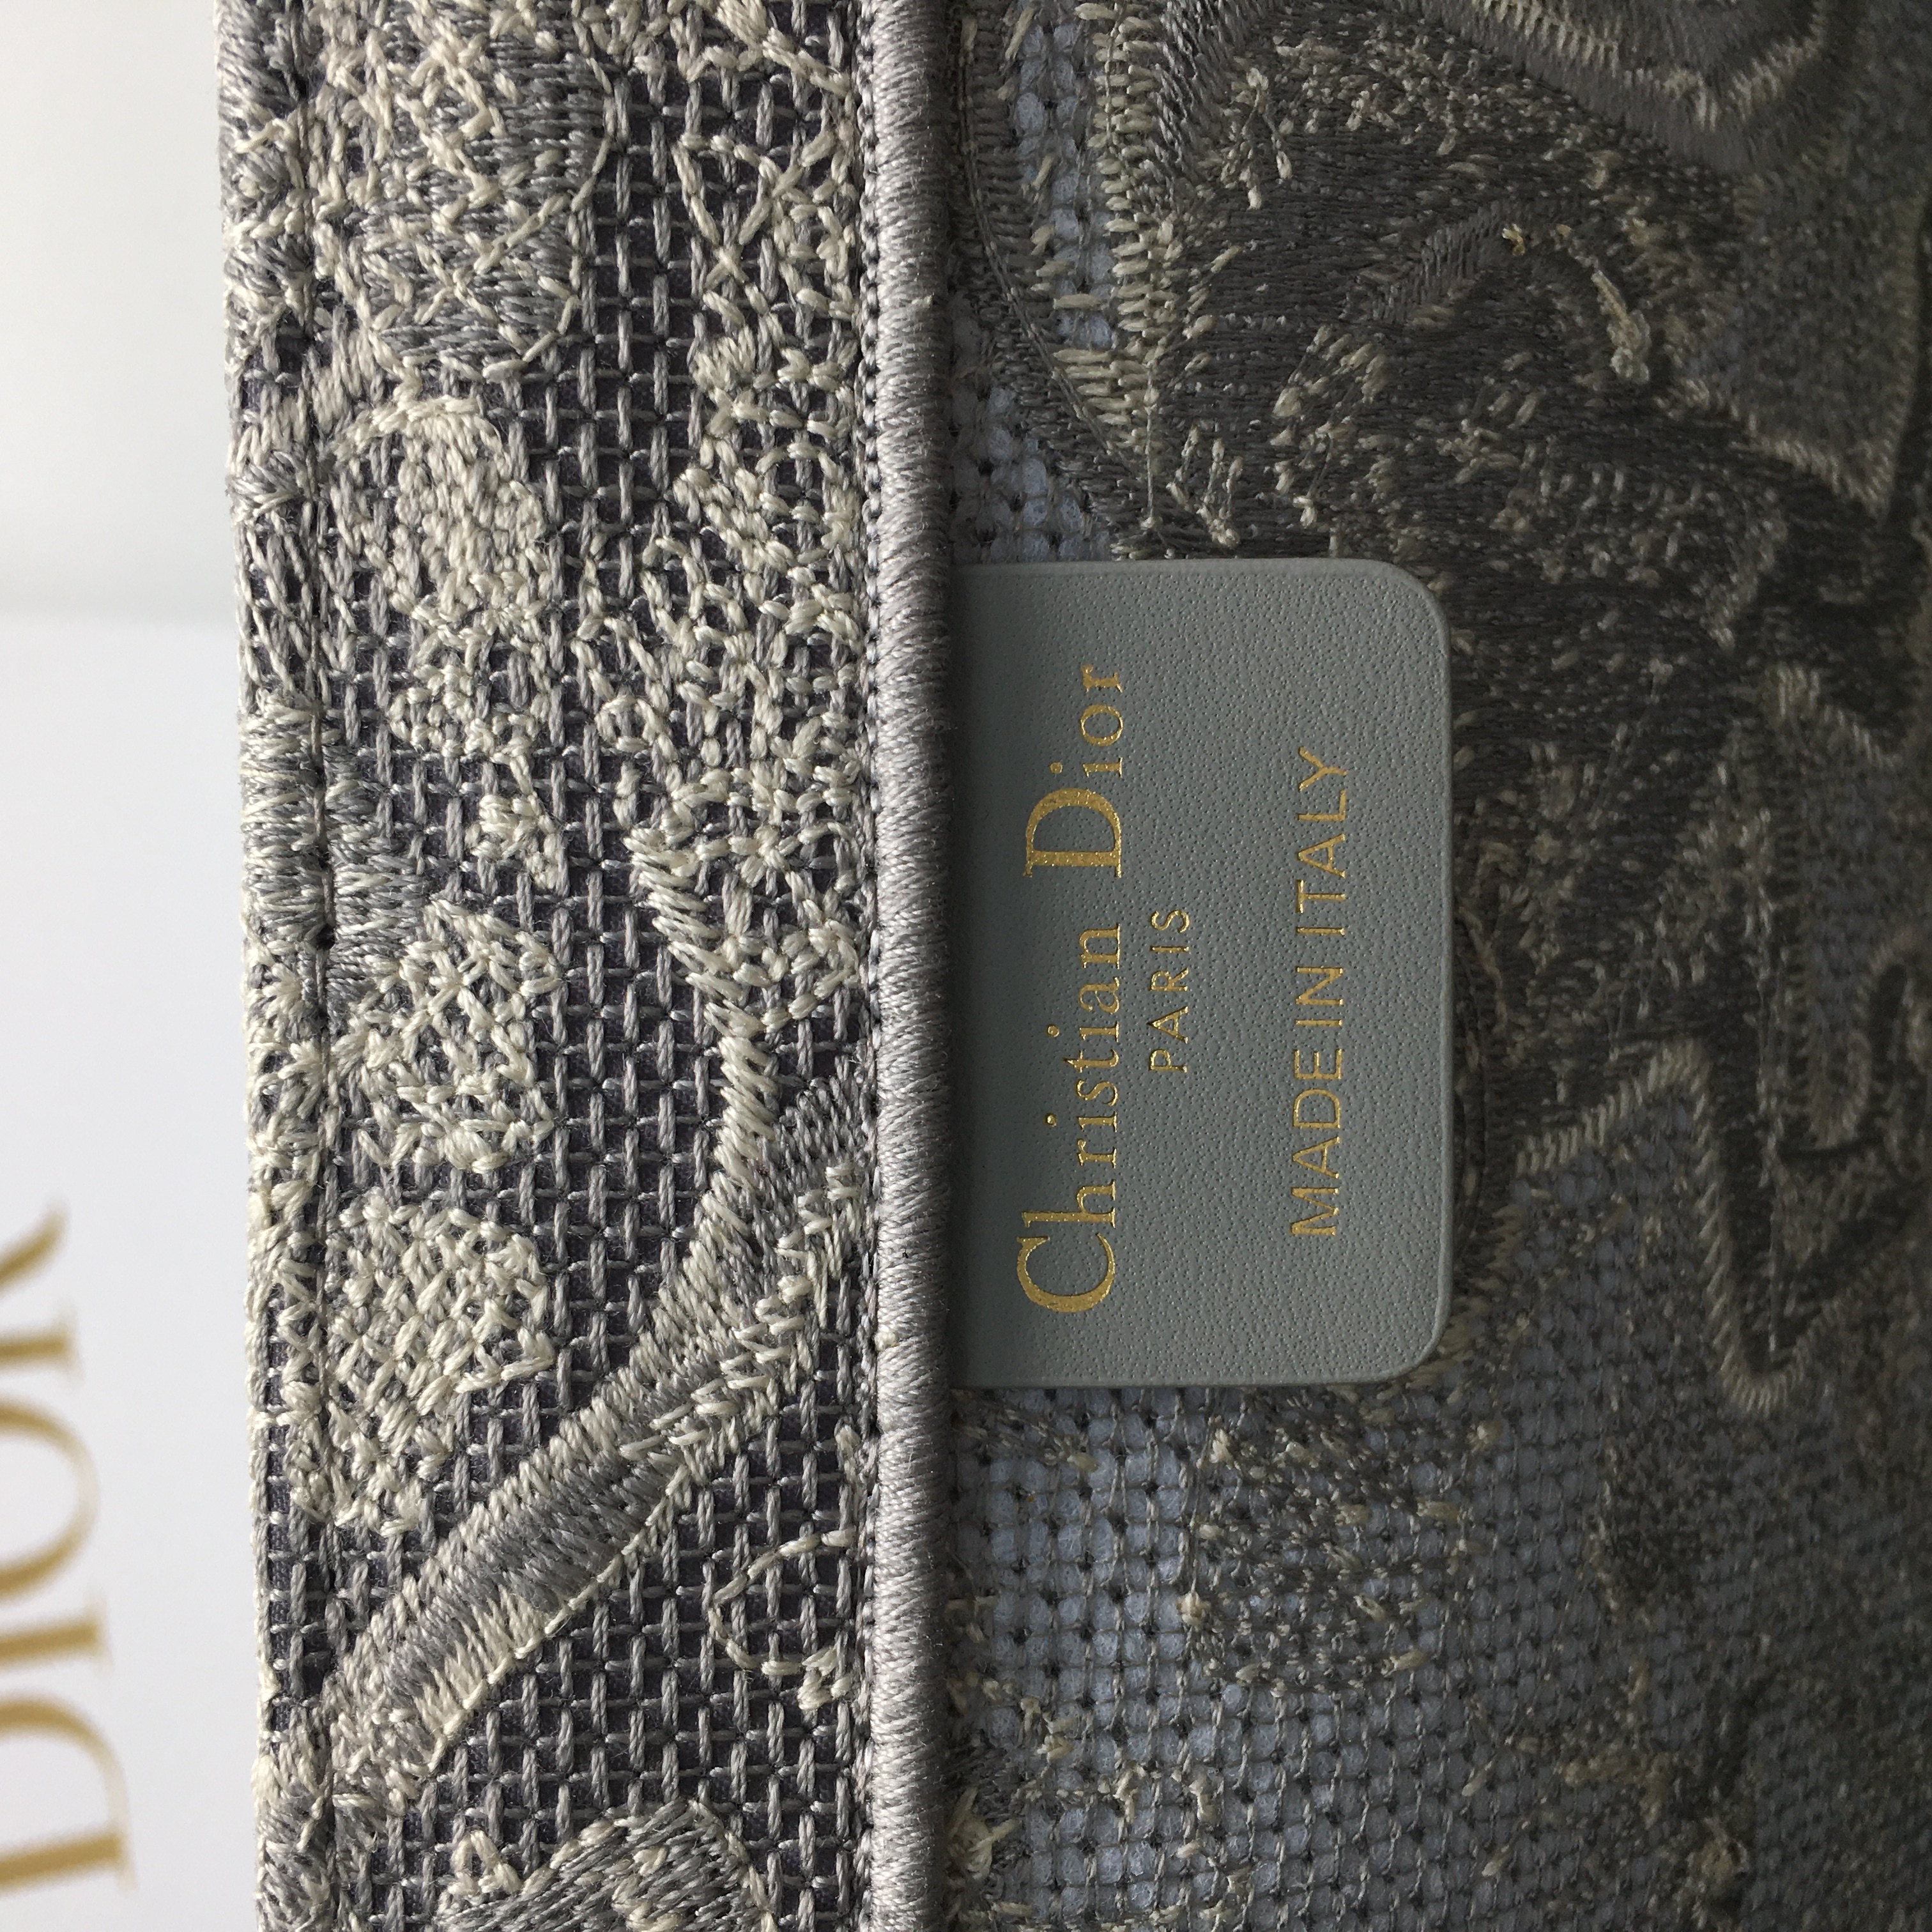 DIOR
Christian Dior
PARIS
MADE IN ITALY